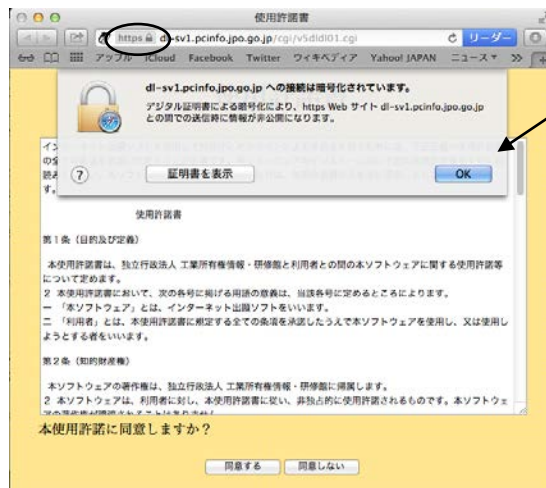 使用許諾書
https dl-sv1.pcinfo.jpo.go.jp/cgi/v5dldl01.cgi
リーダー
アップル iCloud Facebook Twitter ウィキペディア Yahoo! JAPAN ニュース
dl-sv1.pcinfo.jpo.go.jp への接続は暗号化されています。
デジタル証明書による暗号化により、https Web サイト dl-sv1.pcinfo.jpo.go.jp
との間での送信時に情報が非公開になります。
? 証明書を表示 OK
す。
使用許諾書
第1条（目的及び定義）
本使用許諾書は、独立行政法人 工業所有権情報・研修館と利用者との間の本ソフトウェアに関する使用許諾等
について定めます。
2 本使用許諾書において、次の各号に掲げる用語の意義は、当該各号に定めるところによります。
一 「本ソフトウェア」とは、インターネット出願ソフトをいいます。
二 「利用者」とは、本使用許諾書に規定する全ての条項を承諾したうえで本ソフトウェアを使用し、又は使用し
ようとする者をいいます。
第2条（知的財産権）
本ソフトウェアの著作権は、独立行政法人 工業所有権情報・研修館に帰属します。
2 本ソフトウェアは、利用者に対し、本使用許諾書に従い、非独占的に使用許諾されるものです。本ソフトウェ
本使用許諾に同意しますか？
同意する 同意しない